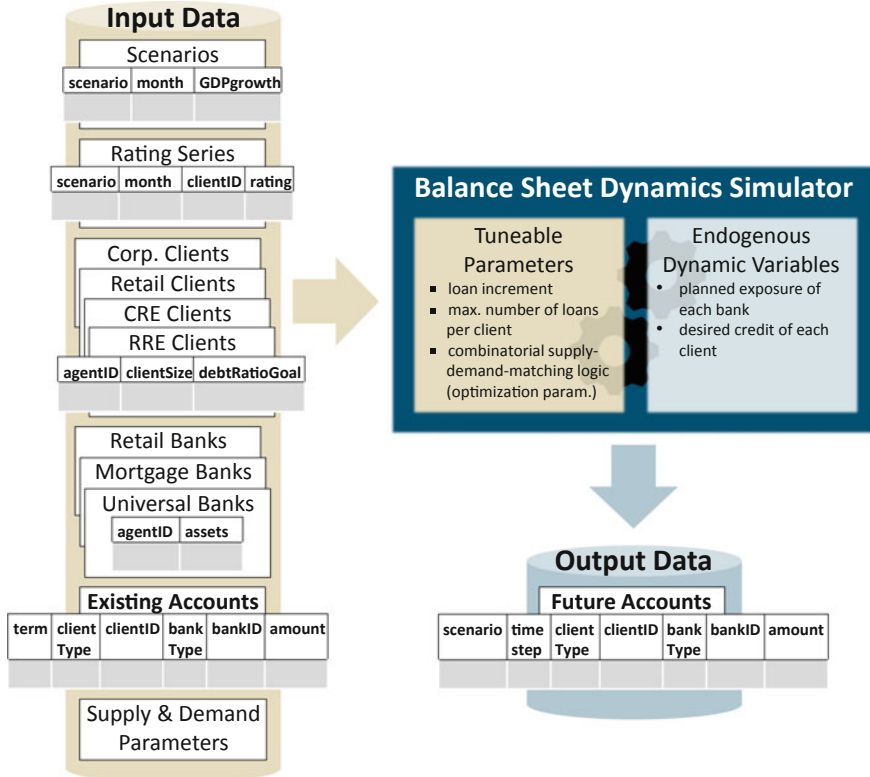 Input Data
Scenarios
scenario month GDPgrowth
Rating Series
scenario month clientID rating
Corp. Clients
Retail Clients
CRE Clients
RRE Clients
agentID clientSize debtRatioGoal
Retail Banks
Mortgage Banks
Universal Banks
agentID assets
Existing Accounts
term client Type clientID bank Type bankID amount
Supply & Demand
Parameters
Balance Sheet Dynamics Simulator
Tuneable
Parameters
▪ loan increment
▪ max. number of loans
per client
▪ combinatorial supply-
demand-matching logic
(optimization param.)
Endogenous
Dynamic Variables
• planned exposure of
each bank
• desired credit of each
client
Output Data
Future Accounts
scenario time step client Type clientID bank Type bankID amount